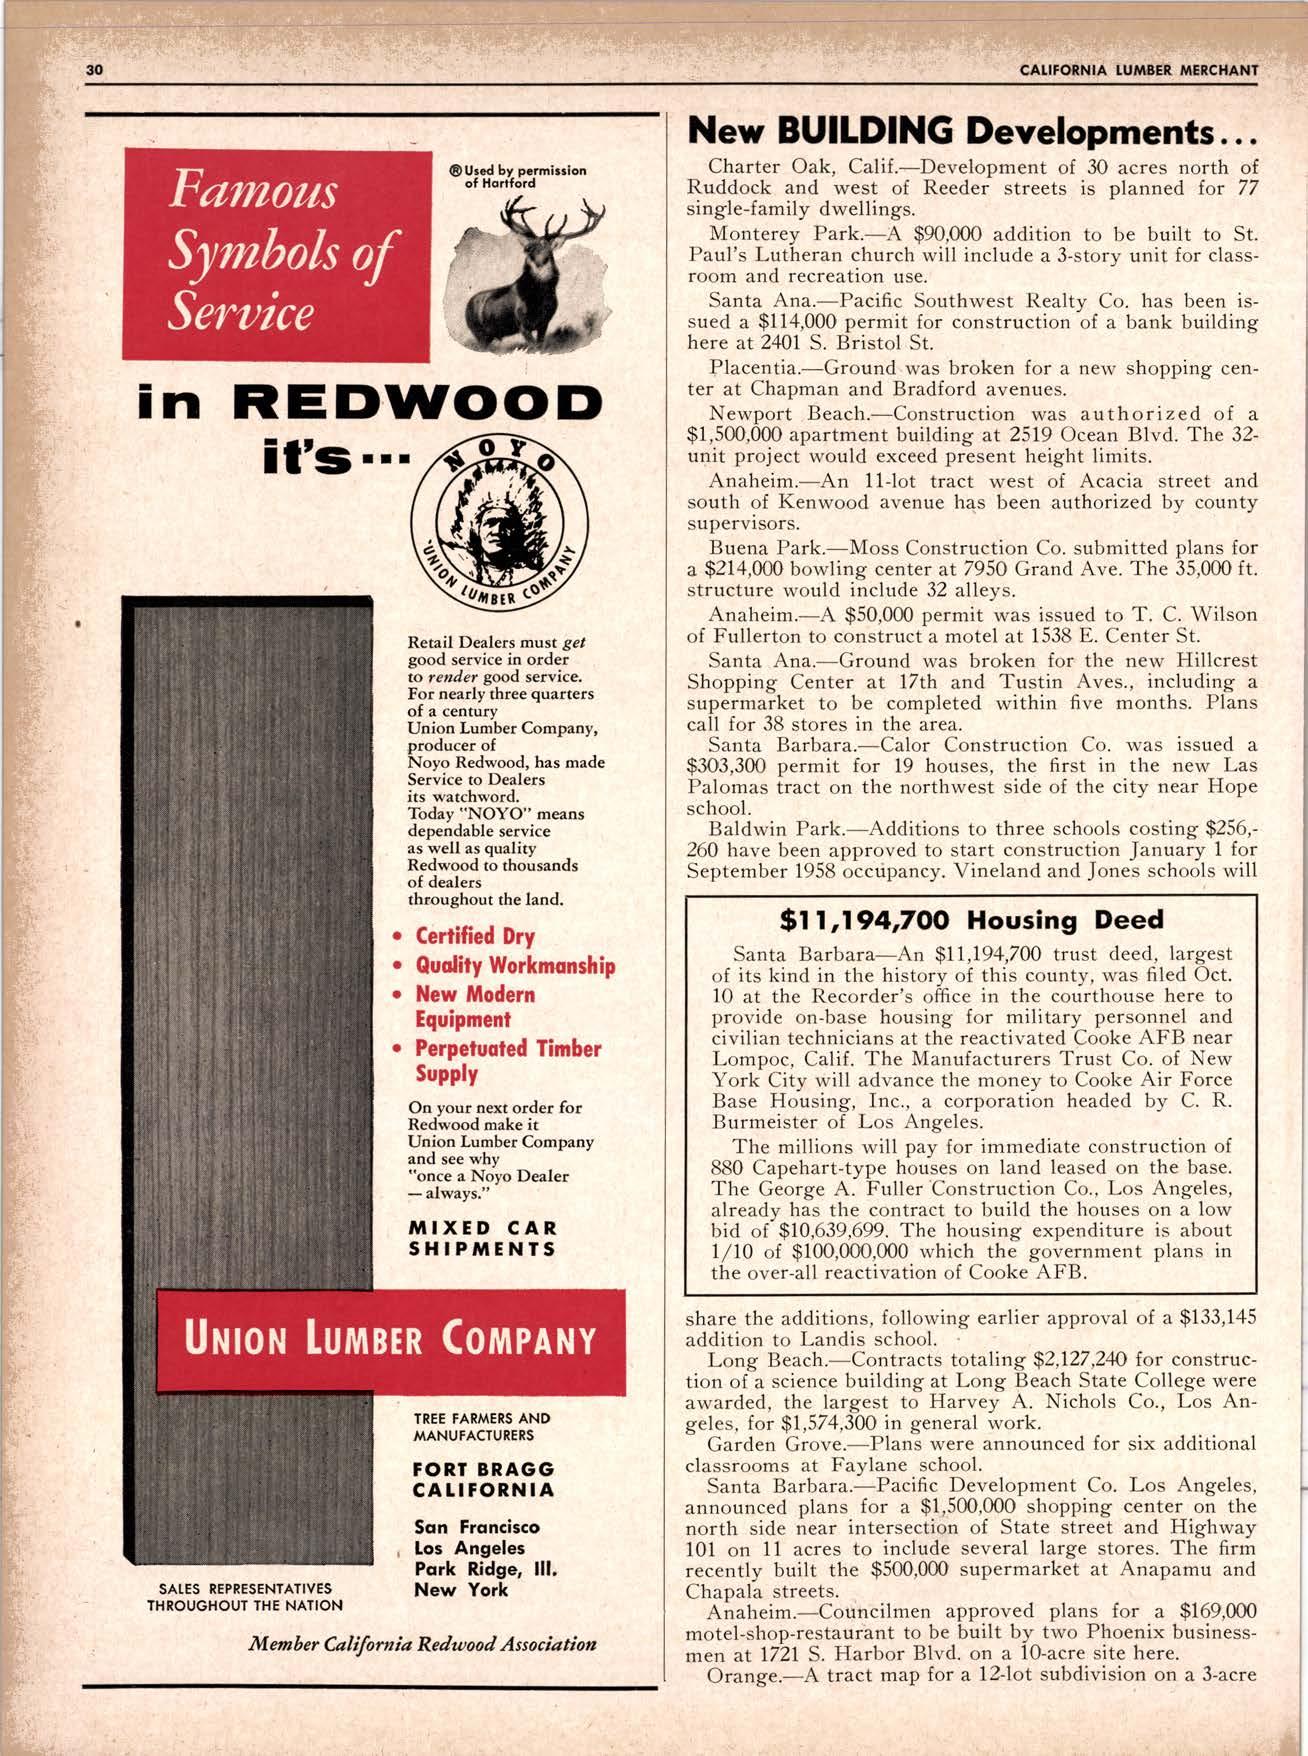 30
CALIFORNIA LUMBER MERCHANT
Famous
Symbols of
Service
® Used by permission
of Hartford
in REDWOOD
it's...
NOYO
UNION LUMBER COMPANY
Retail Dealers must get
good service in order
to render good service.
For nearly three quarters
of a century
Union Lumber Company,
producer of
Noyo Redwood, has made
Service to Dealers
its watchword.
Today "NOYO" means
dependable service
as well as quality
Redwood to thousands
of dealers
throughout the land.
• Certified Dry
• Quality Workmanship
• New Modern
Equipment
• Perpetuated Timber
Supply
On your next order for
Redwood make it
Union Lumber Company
and see why
"once a Noyo Dealer
— always."
MIXED CAR
SHIPMENTS
UNION LUMBER COMPANY
TREE FARMERS AND
MANUFACTURERS
FORT BRAGG
CALIFORNIA
San Francisco
Los Angeles
Park Ridge, Ill.
New York
SALES REPRESENTATIVES
THROUGHOUT THE NATION
Member California Redwood Association
New BUILDING Developments...
Charter Oak, Calif.—Development of 30 acres north of
Ruddock and west of Reeder streets is planned for 77
single-family dwellings.
Monterey Park.—A $90,000 addition to be built to St.
Paul's Lutheran church will include a 3-story unit for class-
room and recreation use.
Santa Ana.—Pacific Southwest Realty Co. has been is-
sued a $114,000 permit for construction of a bank building
here at 2401 S. Bristol St.
Placentia.—Ground was broken for a new shopping cen-
ter at Chapman and Bradford avenues.
Newport Beach.—Construction was authorized of a
$1,500,000 apartment building at 2519 Ocean Blvd. The 32-
unit project would exceed present height limits.
Anaheim.—An 11-lot tract west of Acacia street and
south of Kenwood avenue has been authorized by county
supervisors.
Buena Park.—Moss Construction Co. submitted plans for
a $214,000 bowling center at 7950 Grand Ave. The 35,000 ft.
structure would include 32 alleys.
Anaheim.—A $50,000 permit was issued to T. C. Wilson
of Fullerton to construct a motel at 1538 E. Center St.
Santa Ana.—Ground was broken for the new Hillcrest
Shopping Center at 17th and Tustin Aves., including a
supermarket to be completed within five months. Plans
call for 38 stores in the area.
Santa Barbara.—Calor Construction Co. was issued a
$303,300 permit for 19 houses, the first in the new Las
Palomas tract on the northwest side of the city near Hope
school.
Baldwin Park.—Additions to three schools costing $256,-
260 have been approved to start construction January 1 for
September 1958 occupancy. Vineland and Jones schools will
$11,194,700 Housing Deed
Santa Barbara—An $11,194,700 trust deed, largest
of its kind in the history of this county, was filed Oct.
10 at the Recorder's office in the courthouse here to
provide on-base housing for military personnel and
civilian technicians at the reactivated Cooke AFB near
Lompoc, Calif. The Manufacturers Trust Co. of New
York City will advance the money to Cooke Air Force
Base Housing, Inc., a corporation headed by C. R.
Burmeister of Los Angeles.
The millions will pay for immediate construction of
880 Capehart-type houses on land leased on the base.
The George A. Fuller Construction Co., Los Angeles,
already has the contract to build the houses on a low
bid of $10,639,699. The housing expenditure is about
1/10 of $100,000,000 which the government plans in
the over-all reactivation of Cooke AFB.
share the additions, following earlier approval of a $133,145
addition to Landis school.
Long Beach.—Contracts totaling $2,127,240 for construc-
tion of a science building at Long Beach State College were
awarded, the largest to Harvey A. Nichols Co., Los An-
geles, for $1,574,300 in general work.
Garden Grove.—Plans were announced for six additional
classrooms at Faylane school.
Santa Barbara.—Pacific Development Co. Los Angeles,
announced plans for a $1,500,000 shopping center on the
north side near intersection of State street and Highway
101 on 11 acres to include several large stores. The firm
recently built the $500,000 supermarket at Anapamu and
Chapala streets.
Anaheim.—Councilmen approved plans for a $169,000
motel-shop-restaurant to be built by two Phoenix business-
men at 1721 S. Harbor Blvd. on a 10-acre site here.
Orange.—A tract map for a 12-lot subdivision on a 3-acre